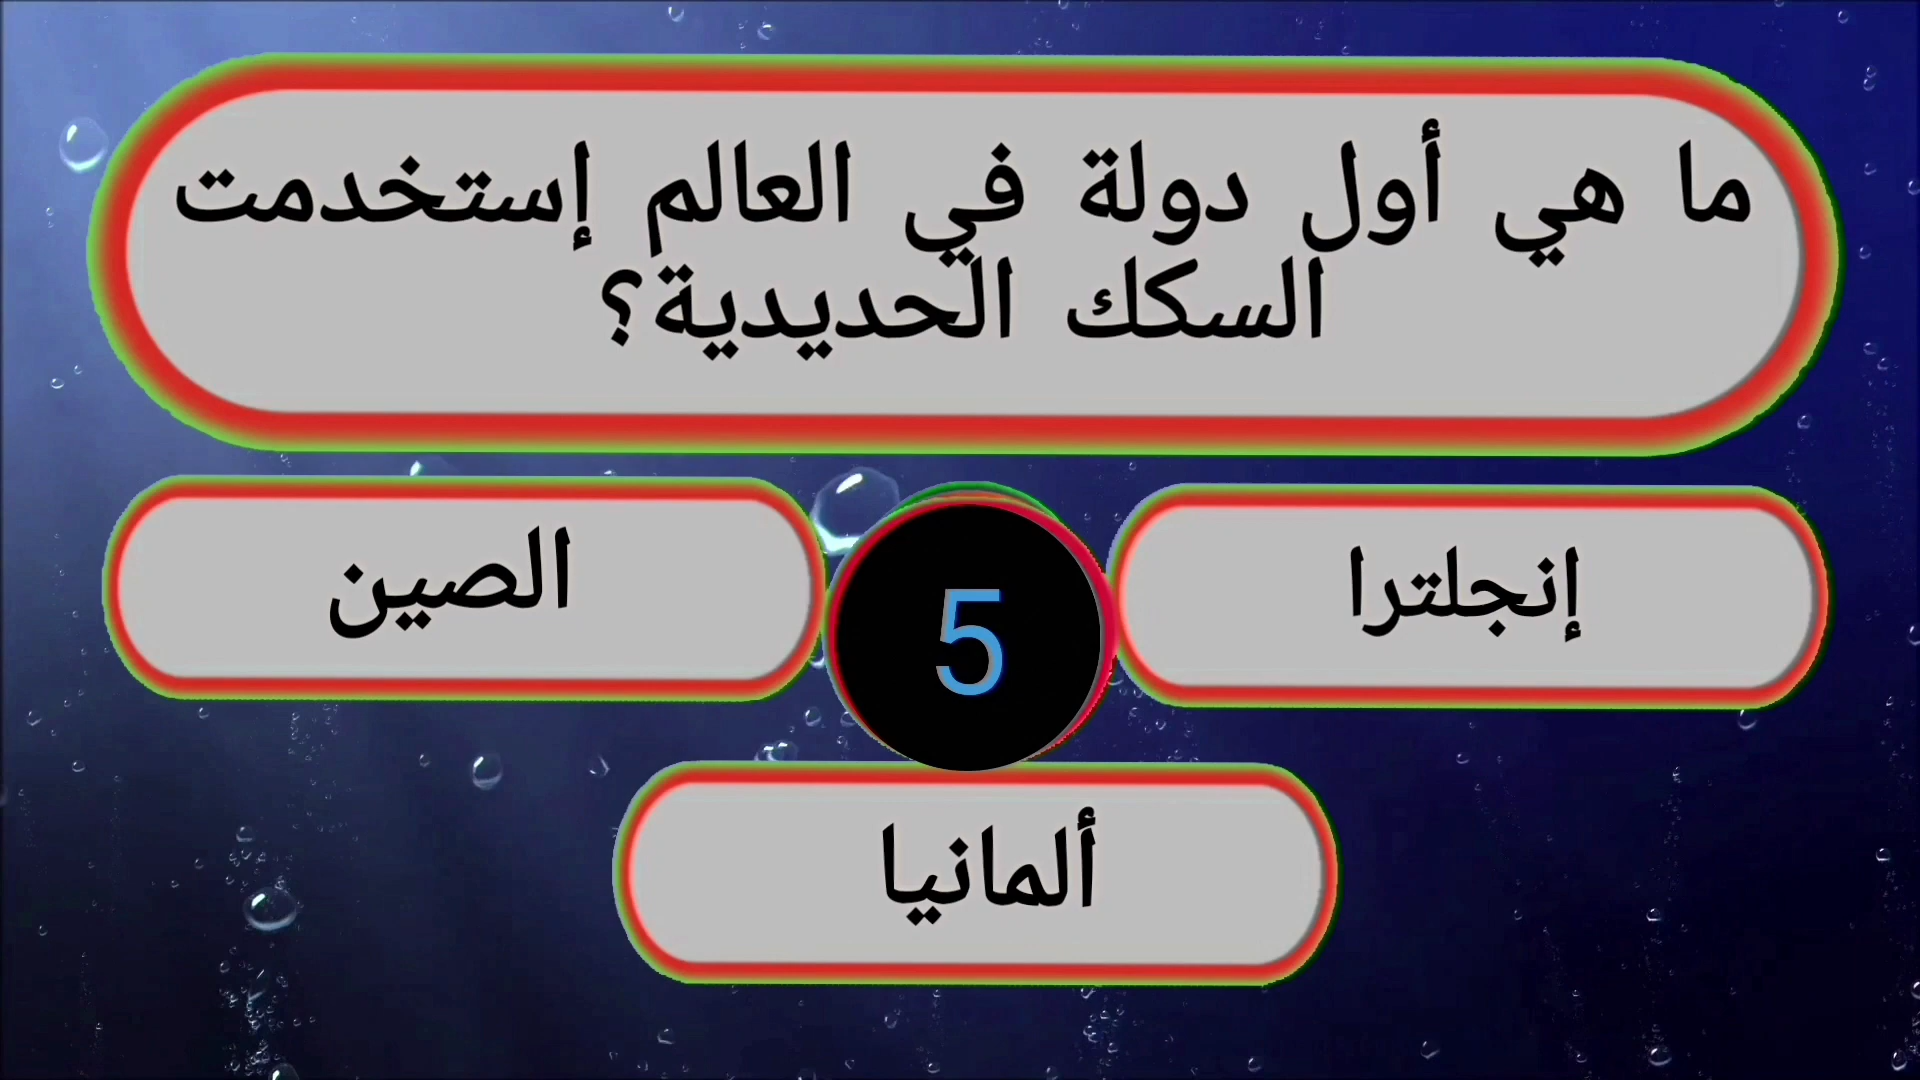 ما هي أول دولة في العالم إستخدمت
السكك الحديدية؟
إنجلترا
الصين
5
ألمانيا